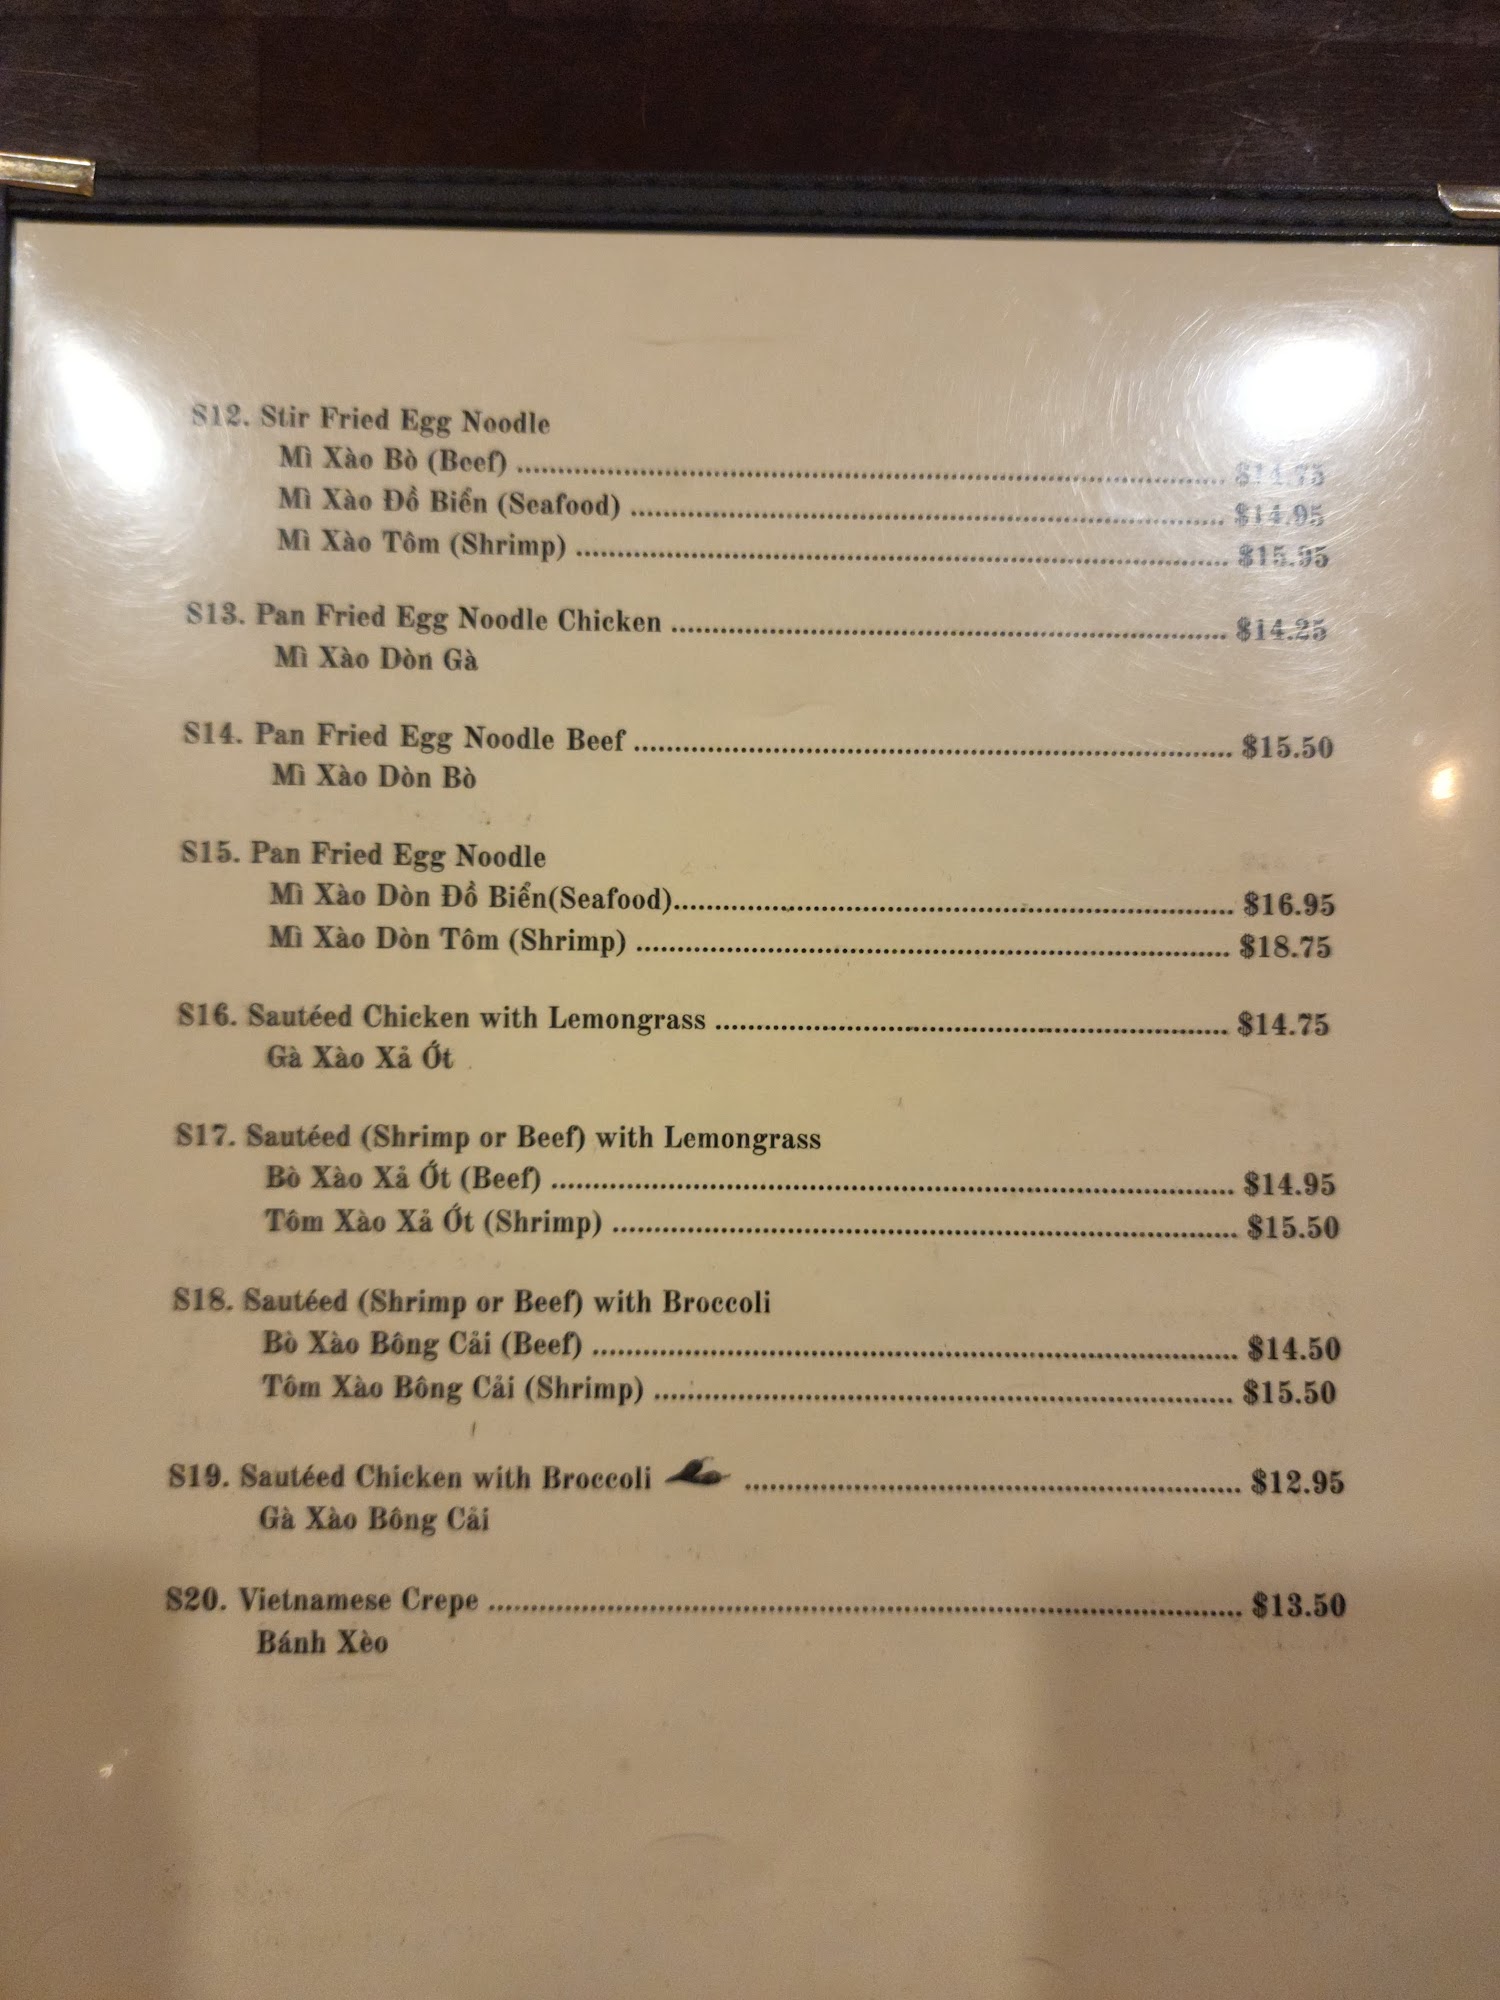 S12. Stir Fried Egg Noodle
Mì Xào Bò (Beef) ........................................ $14.75
Mì Xào Đồ Biển (Seafood) ........................................ $14.95
Mì Xào Tôm (Shrimp) ........................................ $15.95
S13. Pan Fried Egg Noodle Chicken ........................................ $14.25
Mì Xào Dòn Gà
S14. Pan Fried Egg Noodle Beef ........................................ $15.50
Mì Xào Dòn Bò
S15. Pan Fried Egg Noodle
Mì Xào Dòn Đồ Biển(Seafood)........................................ $16.95
Mì Xào Dòn Tôm (Shrimp) ........................................ $18.75
S16. Sautéed Chicken with Lemongrass ........................................ $14.75
Gà Xào Xả Ớt
S17. Sautéed (Shrimp or Beef) with Lemongrass
Bò Xào Xả Ớt (Beef) ........................................ $14.95
Tôm Xào Xả Ớt (Shrimp) ........................................ $15.50
S18. Sautéed (Shrimp or Beef) with Broccoli
Bò Xào Bông Cải (Beef) ........................................ $14.50
Tôm Xào Bông Cải (Shrimp) ........................................ $15.50
S19. Sautéed Chicken with Broccoli ........................................ $12.95
Gà Xào Bông Cải
S20. Vietnamese Crepe ........................................ $13.50
Bánh Xèo